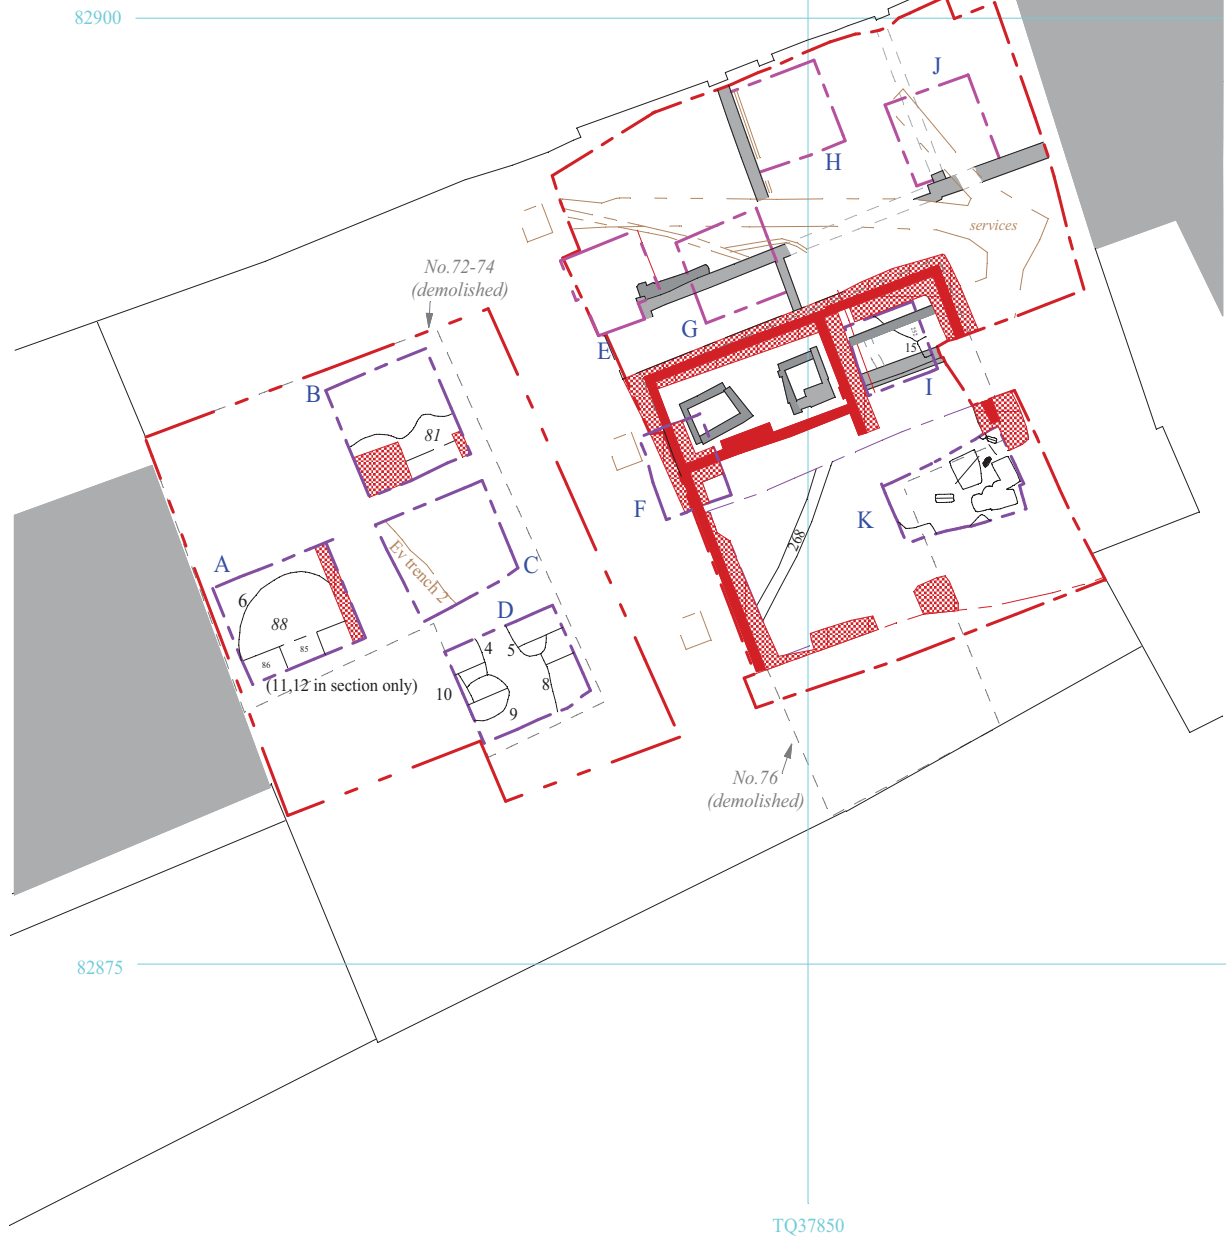 82900
J
H
services
No.72-74
(demolished)
G
E
252
15
I
B
81
F
K
268
Ev trench 2
C
A
6
88
D
4
5
86
85
8
(11,12 in section only)
10
9
No.76
(demolished)
82875
TQ37850